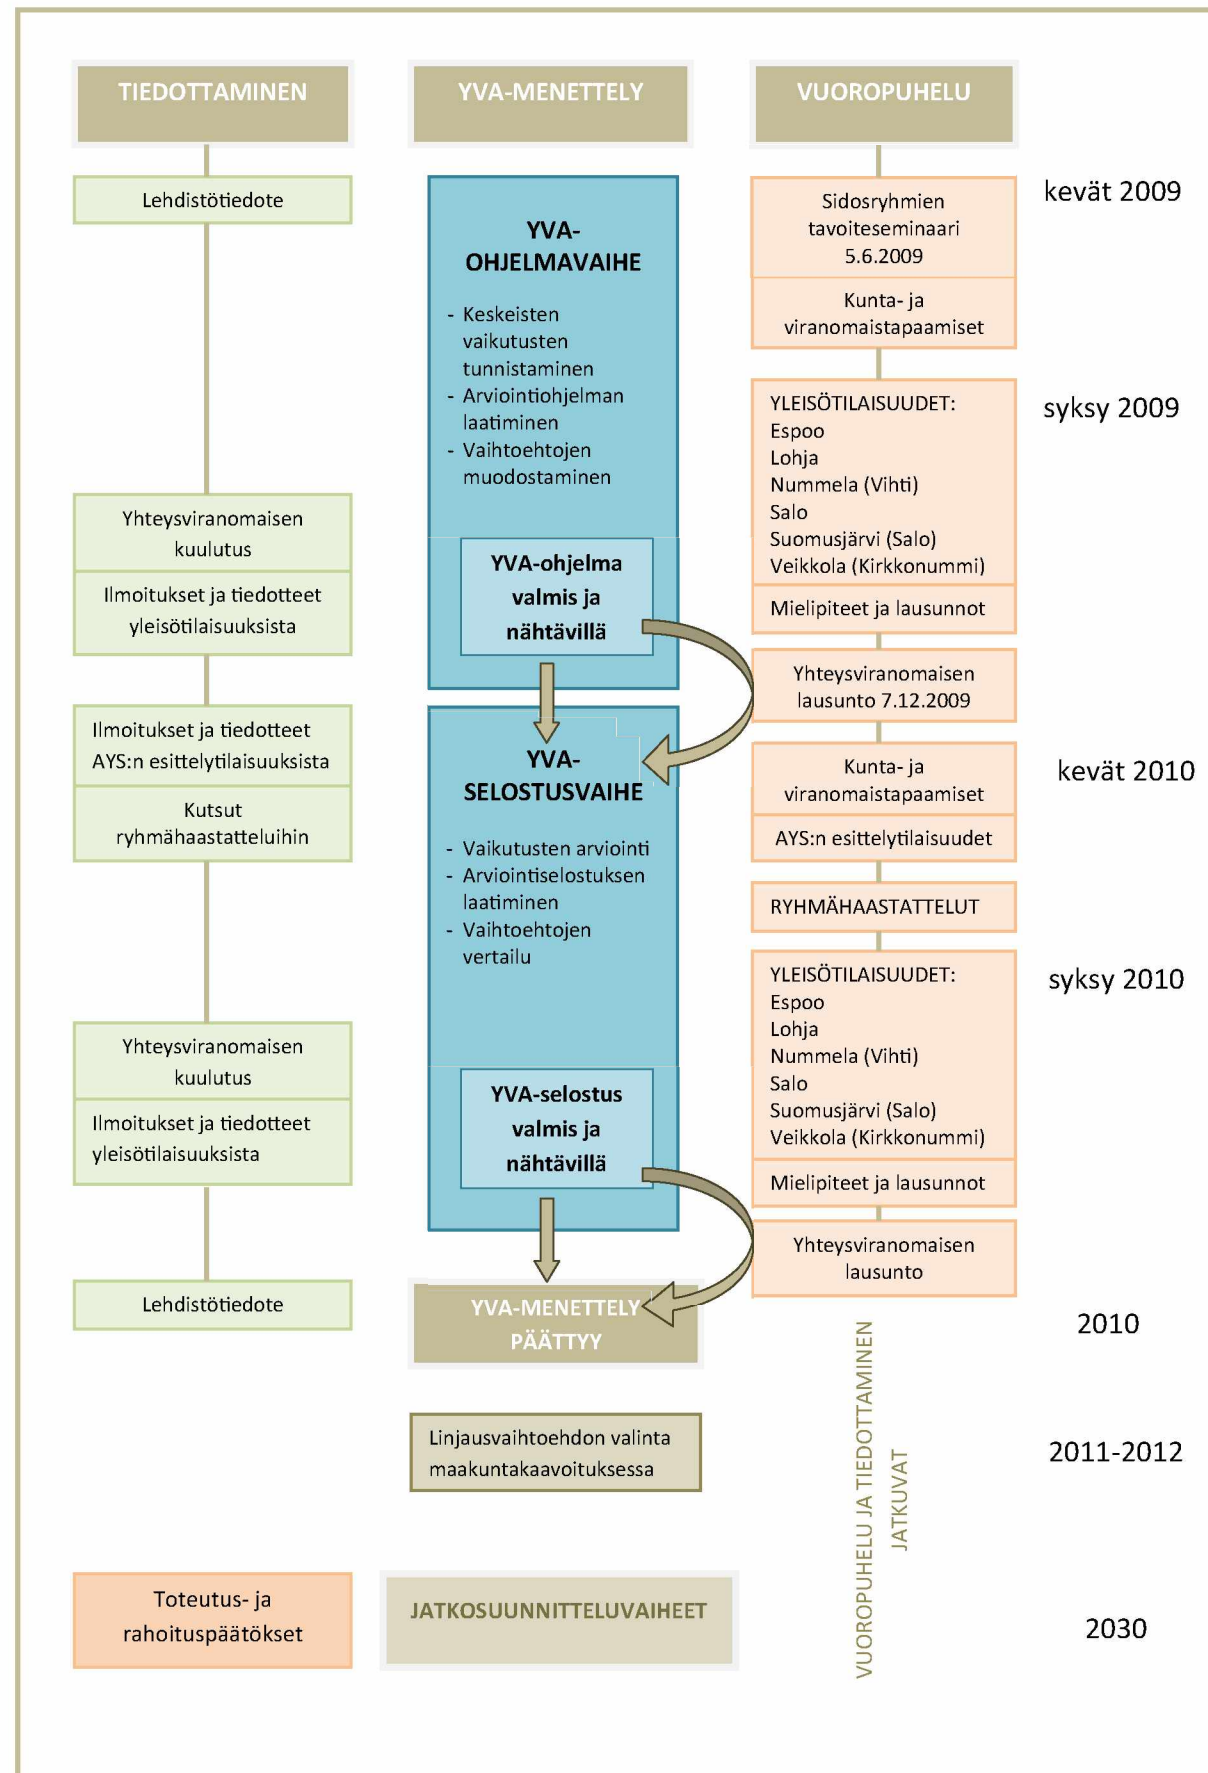 TIEDOTTAMINEN
YVA-MENETTELY
VUOROPUHELU
Lehdistötiedote
Yhteysviranomaisen
kuulutus
Ilmoitukset ja tiedotteet
yleisötilaisuuksista
Ilmoitukset ja tiedotteet
AYS:n esittelytilaisuuksista
Kutsut
ryhmähaastatteluihin
Yhteysviranomaisen
kuulutus
Ilmoitukset ja tiedotteet
yleisötilaisuuksista
Lehdistötiedote
YVA-
OHJELMAVAIHE
- Keskeisten
vaikutusten
tunnistaminen
- Arviointiohjelman
laatiminen
- Vaihtoehtojen
muodostaminen
YVA-ohjelma
valmis ja
nähtävillä
YVA-
SELOSTUSVAIHE
- Vaikutusten arviointi
- Arviointiselostuksen
laatiminen
- Vaihtoehtojen
vertailu
YVA-selostus
valmis ja
nähtävillä
YVA-MENETTELY
PÄÄTTYY
Linjausvaihtoehdon valinta
maakuntakaavoituksessa
Sidosryhmien
tavoiteseminaari
5.6.2009
Kunta- ja
viranomaistapaamiset
YLEISÖTILAISUUDET:
Espoo
Lohja
Nummela (Vihti)
Salo
Suomusjärvi (Salo)
Veikkola (Kirkkonummi)
Mielipiteet ja lausunnot
Yhteysviranomaisen
lausunto 7.12.2009
Kunta- ja
viranomaistapaamiset
AYS:n esittelytilaisuudet
RYHMÄHAASTATTELUT
YLEISÖTILAISUUDET:
Espoo
Lohja
Nummela (Vihti)
Salo
Suomusjärvi (Salo)
Veikkola (Kirkkonummi)
Mielipiteet ja lausunnot
Yhteysviranomaisen
lausunto
VUOROPUHELU JA TIEDOTTAMINEN
JATKUVAT
kevät 2009
syksy 2009
kevät 2010
syksy 2010
2010
2011-2012
Toteutus- ja
rahoituspäätökset
JATKOSUUNNITTELUVAIHEET
2030